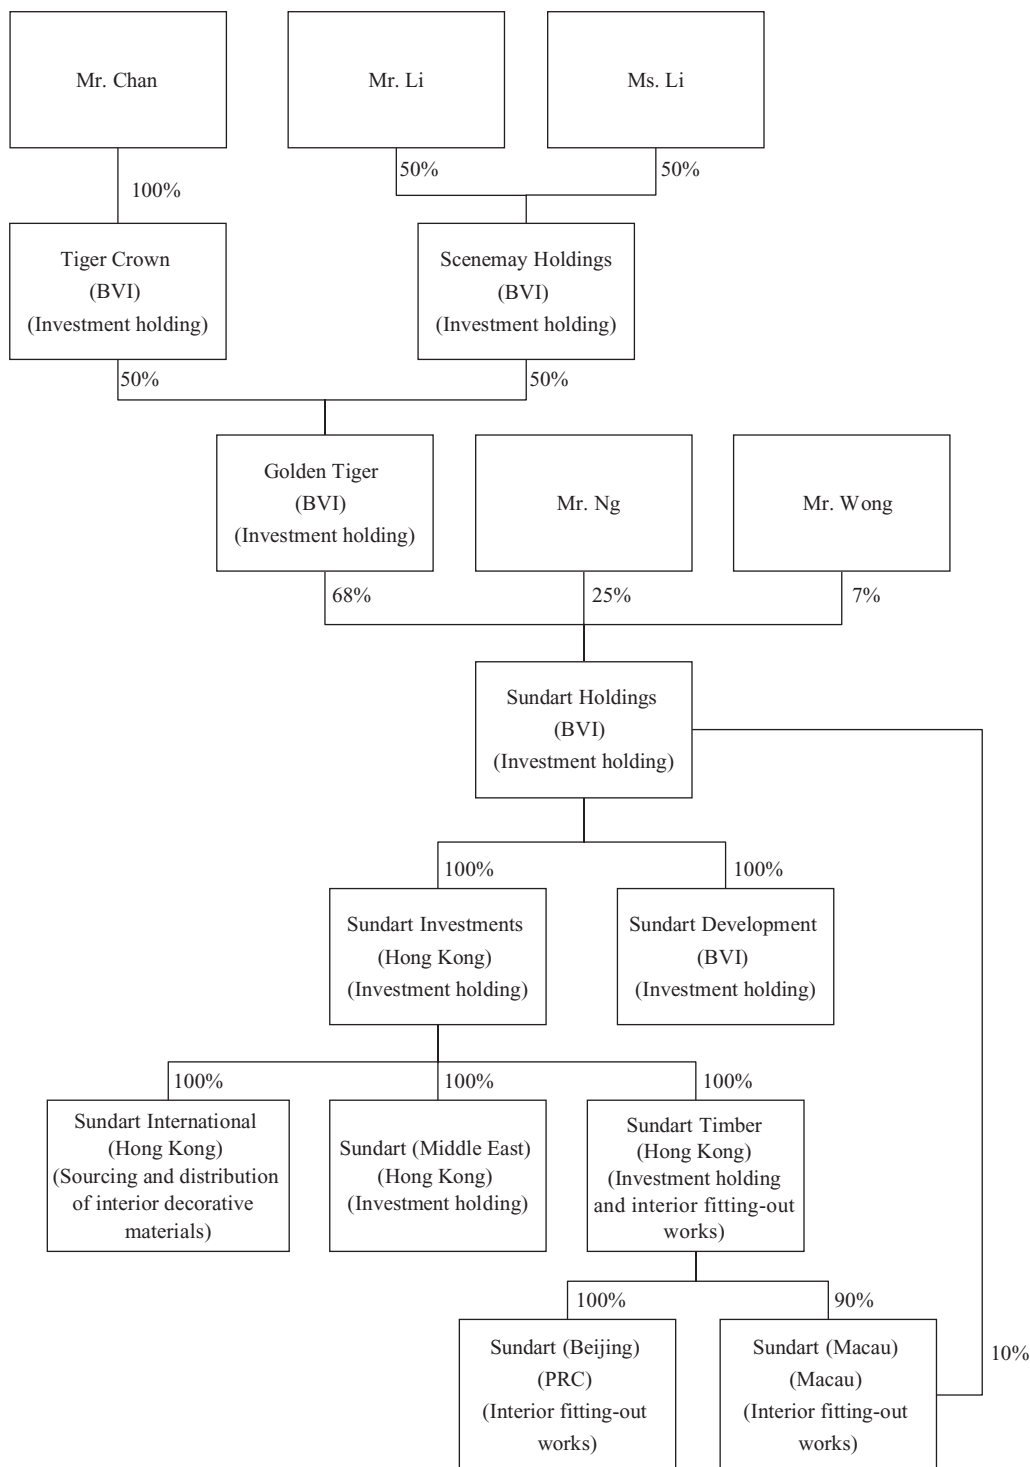 Mr. Chan
Mr. Li
Ms. Li
100%
50%
50%
Tiger Crown
(BVI)
(Investment holding)
Scenemay Holdings
(BVI)
(Investment holding)
50%
50%
Golden Tiger
(BVI)
(Investment holding)
Mr. Ng
Mr. Wong
68%
25%
7%
Sundart Holdings
(BVI)
(Investment holding)
100%
100%
Sundart Investments
(Hong Kong)
(Investment holding)
Sundart Development
(BVI)
(Investment holding)
100%
100%
100%
Sundart International
(Hong Kong)
(Sourcing and distribution
of interior decorative
materials)
Sundart (Middle East)
(Hong Kong)
(Investment holding)
Sundart Timber
(Hong Kong)
(Investment holding
and interior fitting-out
works)
100%
90%
10%
Sundart (Beijing)
(PRC)
(Interior fitting-out
works)
Sundart (Macau)
(Macau)
(Interior fitting-out
works)